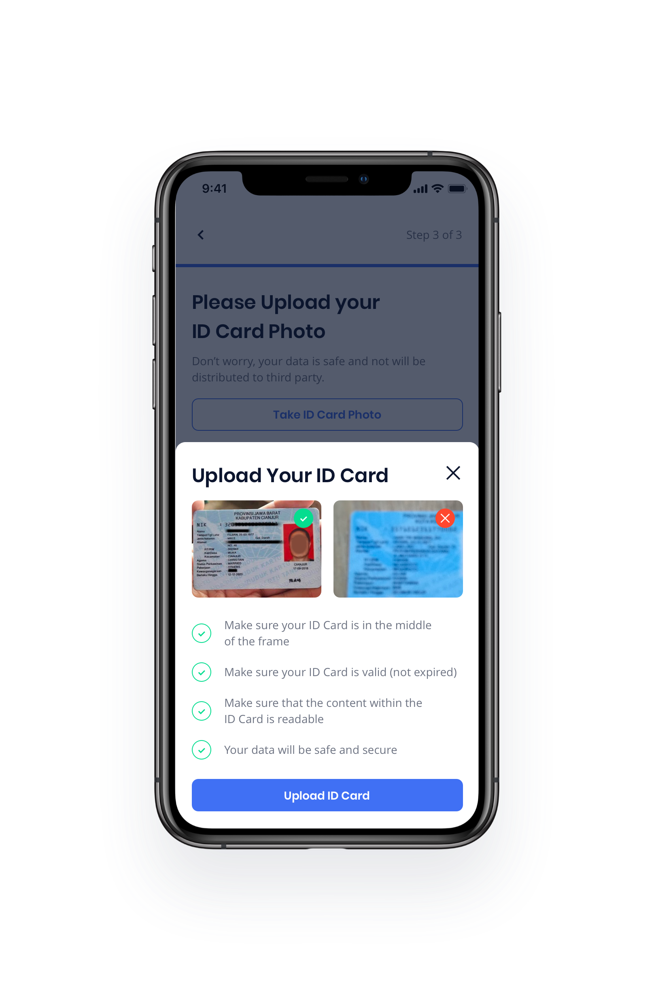 9:41
Step 3 of 3
Please Upload your
ID Card Photo
Don’t worry, your data is safe and not will be
distributed to third party.
Take ID Card Photo
Upload Your ID Card
PROVINSI JAWA BARAT
KABUPATEN CIANJUR
NIK :
Nama
Tempat/Tgl Lahir : FUJIAN, 25-03-1977
Jenis kelamin : MALE Gol. Darah
Alamat :
NO. 40
RT/RW : 002/004
Kel/Desa : MUKA
Kecamatan : CIANJUR
Agama : CHRISTIAN
Status Perkawinan : MARRIED
Pekerjaan : OTHERS
Kewarganegaraan
Berlaku Hingga : 12-12-2023
CIANJUR
17-09-2018
Make sure your ID Card is in the middle
of the frame
Make sure your ID Card is valid (not expired)
Make sure that the content within the
ID Card is readable
Your data will be safe and secure
Upload ID Card